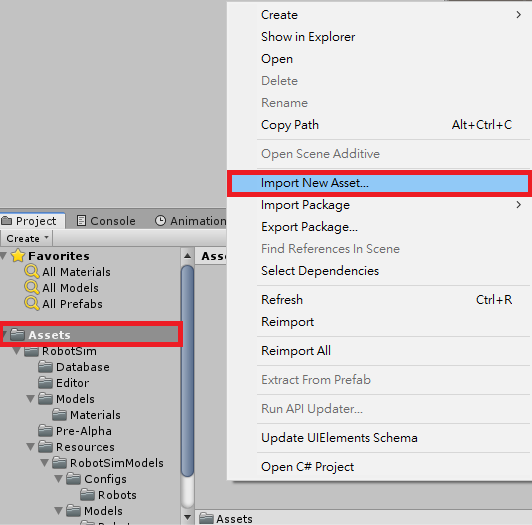 Create
Show in Explorer
Open
Delete
Rename
Copy Path Alt+Ctrl+C
Open Scene Additive
Import New Asset...
Import Package
Export Package...
Find References In Scene
Select Dependencies
Refresh Ctrl+R
Reimport
Reimport All
Extract From Prefab
Run API Updater...
Update UIElements Schema
Open C# Project
Project Console Animation
Create
Favorites
All Materials
All Models
All Prefabs
Assets
RobotSim
Database
Editor
Models
Materials
Pre-Alpha
Resources
RobotSimModels
Configs
Robots
Models
Assets